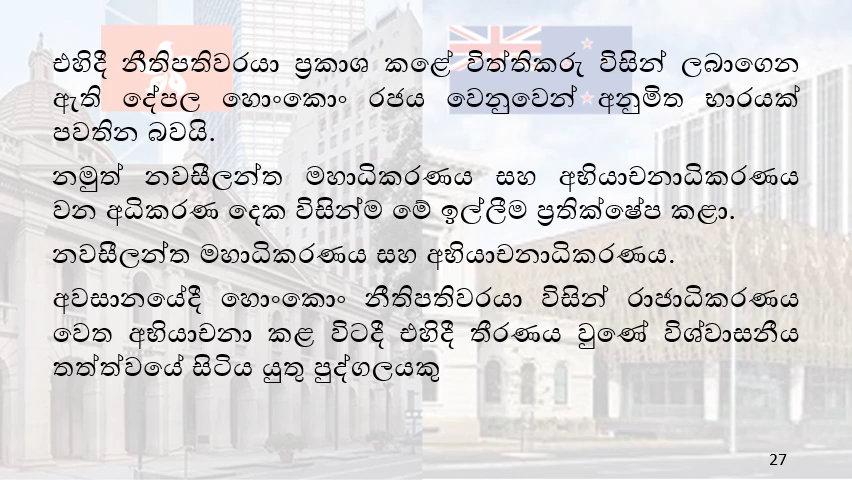 එහිදී නීතිපතිවරයා ප්‍රකාශ කළේ විත්තිකරු විසින් ලබාගෙන
ඇති දේපල හොංකොං රජය වෙනුවෙන් අනුමිත භාරයක්
පවතින බවයි.
නමුත් නවසීලන්ත මහාධිකරණය සහ අභියාචනාධිකරණය
වන අධිකරණ දෙක විසින්ම මේ ඉල්ලීම ප්‍රතික්ෂේප කළා.
නවසීලන්ත මහාධිකරණය සහ අභියාචනාධිකරණය.
අවසානයේදී හොංකොං නීතිපතිවරයා විසින් රාජාධිකරණය
වෙත අභියාචනා කළ විටදී එහිදී තීරණය වුණේ විශ්වාසනීය
තත්ත්වයේ සිටිය යුතු පුද්ගලයකු
27